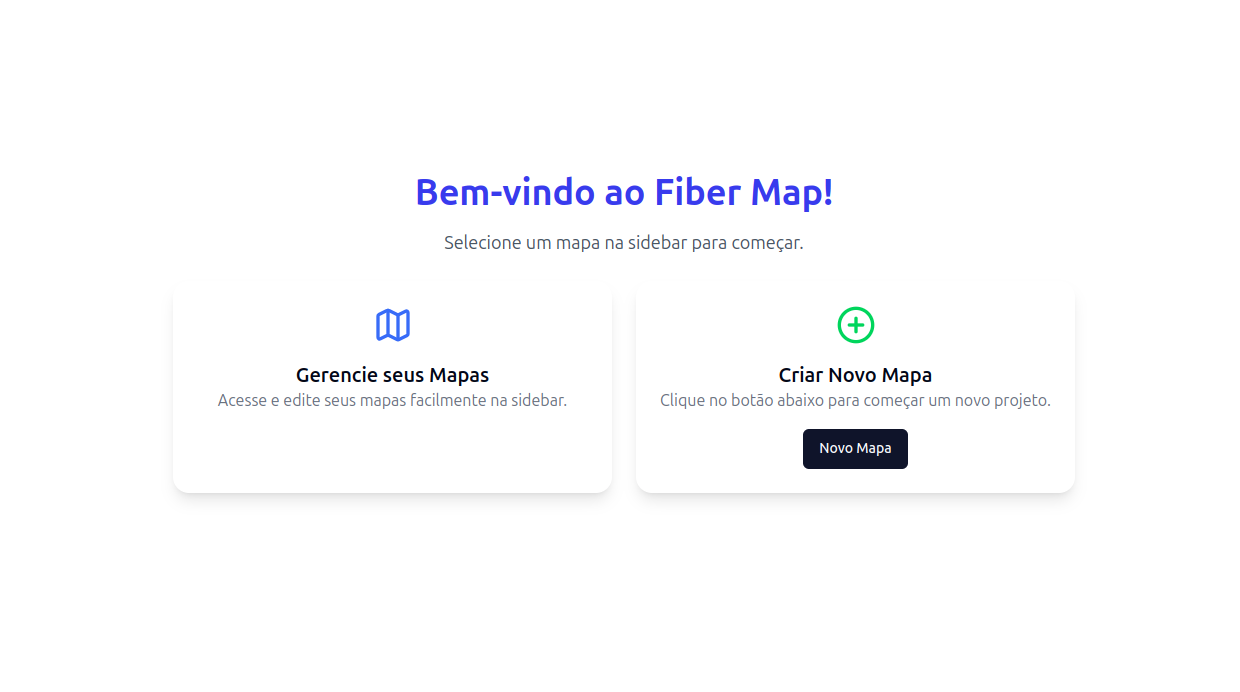 Bem-vindo ao Fiber Map!
Selecione um mapa na sidebar para começar.
Gerencie seus Mapas
Acesse e edite seus mapas facilmente na sidebar.
Criar Novo Mapa
Clique no botão abaixo para começar um novo projeto.
Novo Mapa